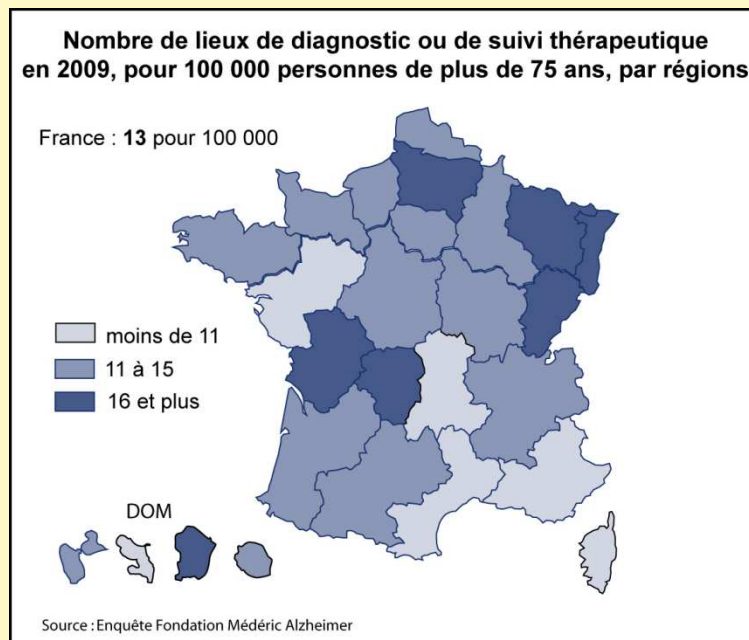 Nombre de lieux de diagnostic ou de suivi thérapeutique
en 2009, pour 100 000 personnes de plus de 75 ans, par régions
France : 13 pour 100 000
moins de 11
11 à 15
16 et plus
DOM
Source : Enquête Fondation Médéric Alzheimer